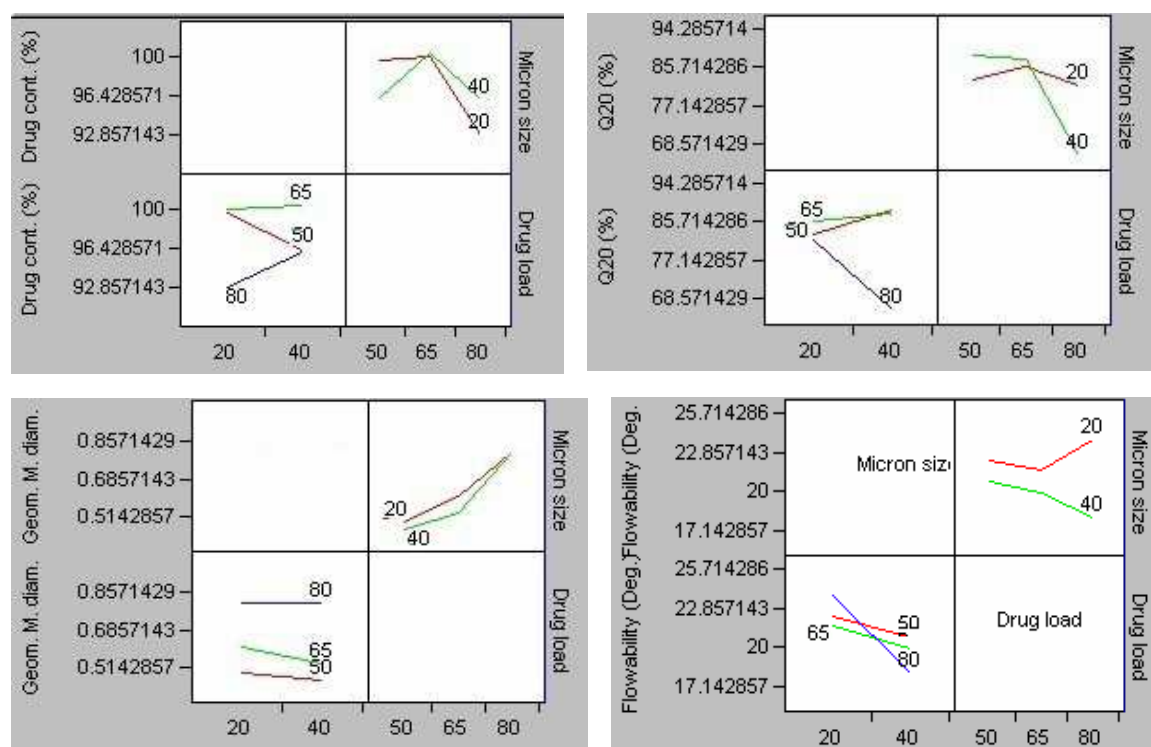 Drug cont. (%)
100
96.428571
92.857143
40
20
Micron size
Drug cont. (%)
100
96.428571
92.857143
65
50
80
Drug load
20 40 50 65 80
Q20 (%)
94.285714
85.714286
77.142857
68.571429
20
40
Micron size
Q20 (%)
94.285714
85.714286
77.142857
68.571429
65
50
80
Drug load
20 40 50 65 80
Geom. M. diam.
0.8571429
0.6857143
0.5142857
20
40
Micron size
Geom. M. diam.
0.8571429
0.6857143
0.5142857
80
65
50
Drug load
20 40 50 65 80
Flowability (Deg.
25.714286
22.857143
20
17.142857
Micron siz
20
40
Micron size
Flowability (Deg.)
25.714286
22.857143
20
17.142857
65
50
80
Drug load
Drug load
20 40 50 65 80